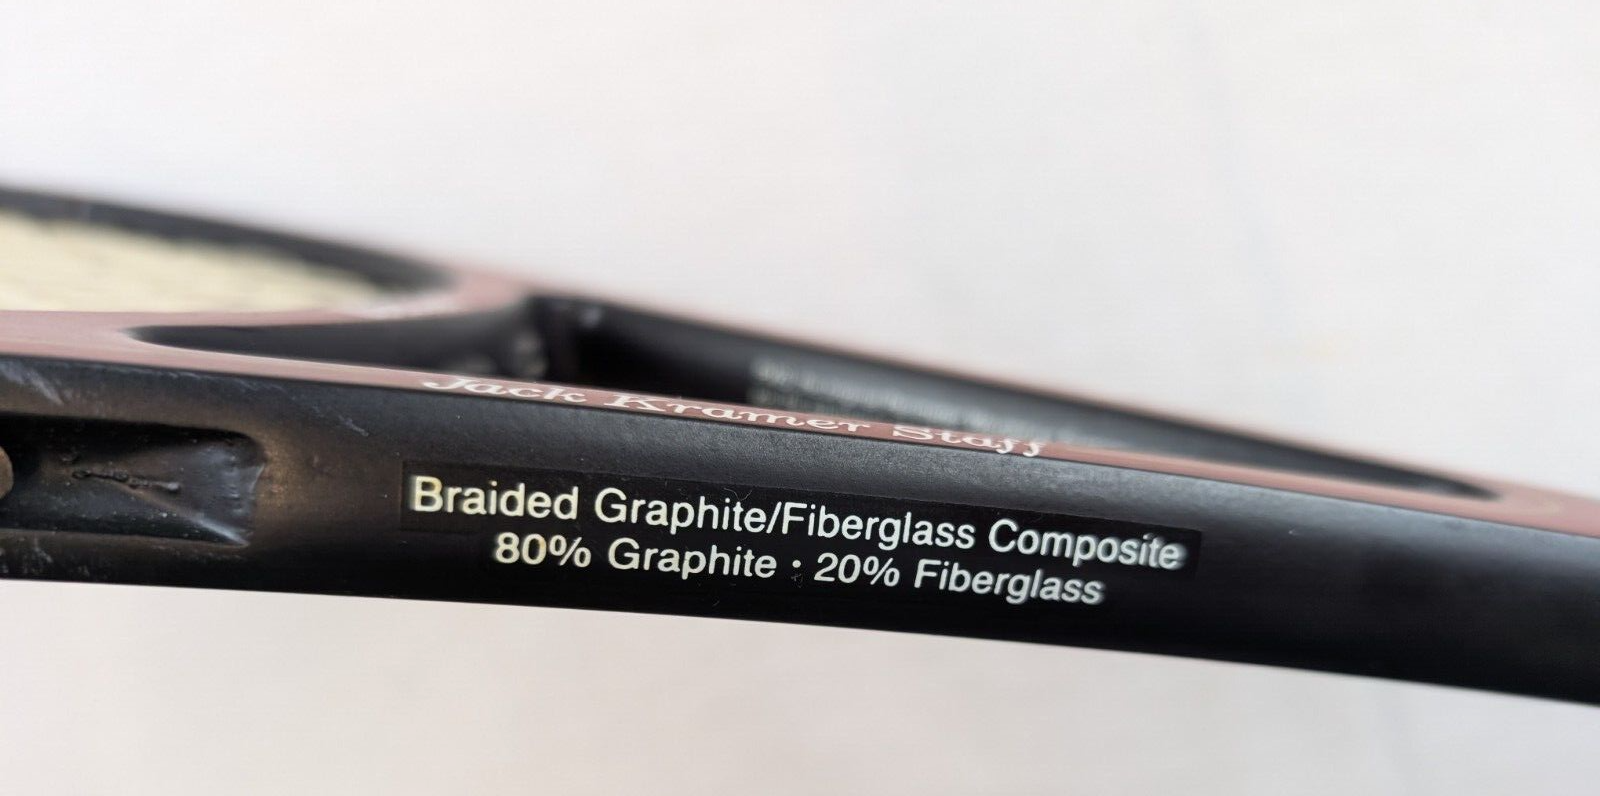 Jack Kramer Staff
Braided Graphite/Fiberglass Composite
80% Graphite · 20% Fiberglass